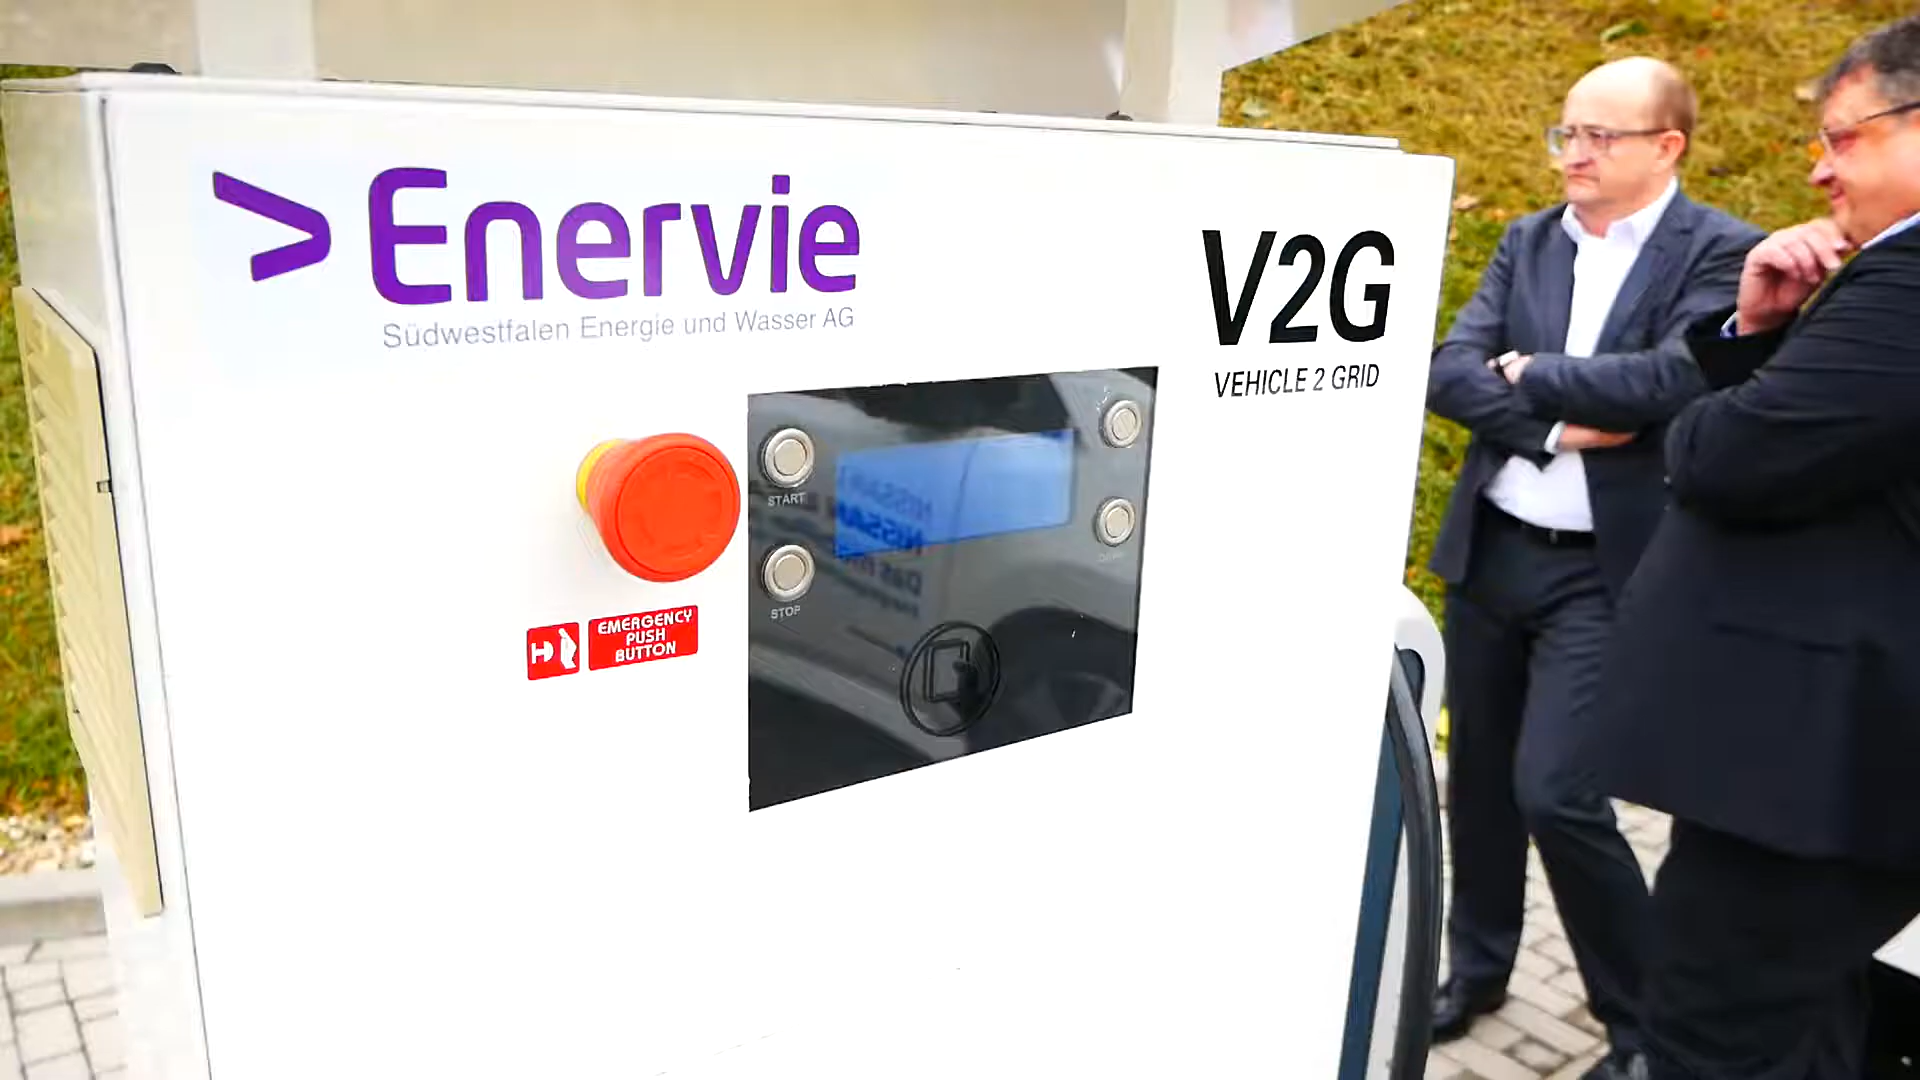 > Enervie
Südwestfalen Energie und Wasser AG
V2G
VEHICLE 2 GRID
START
STOP
EMERGENCY
PUSH
BUTTON